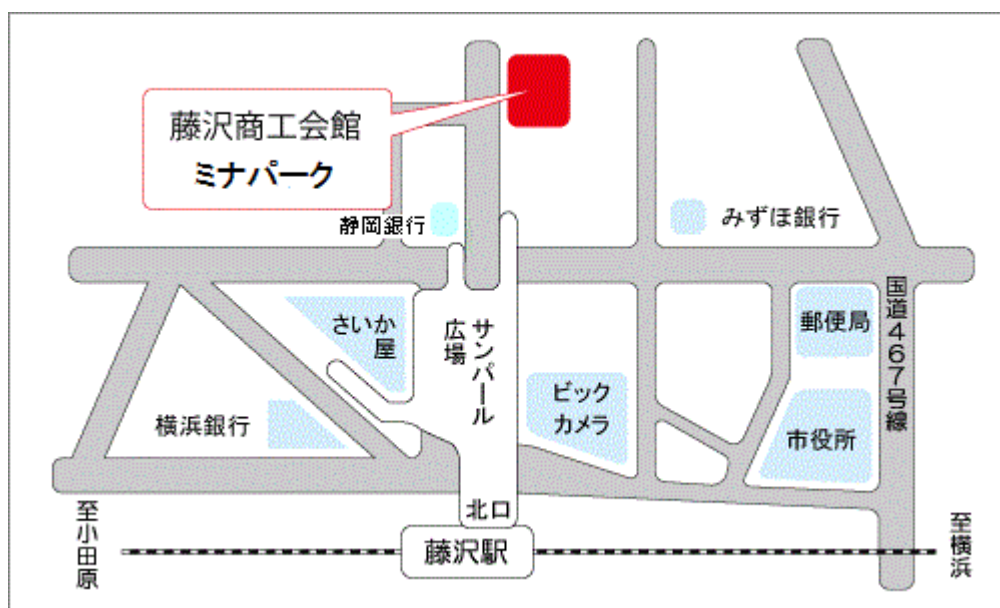 藤沢商工会館
ミナパーク
静岡銀行
みずほ銀行
さいか
屋
サンパール
広場
ビック
カメラ
郵便局
国道467号線
横浜銀行
市役所
北口
藤沢駅
至小田原
至横浜